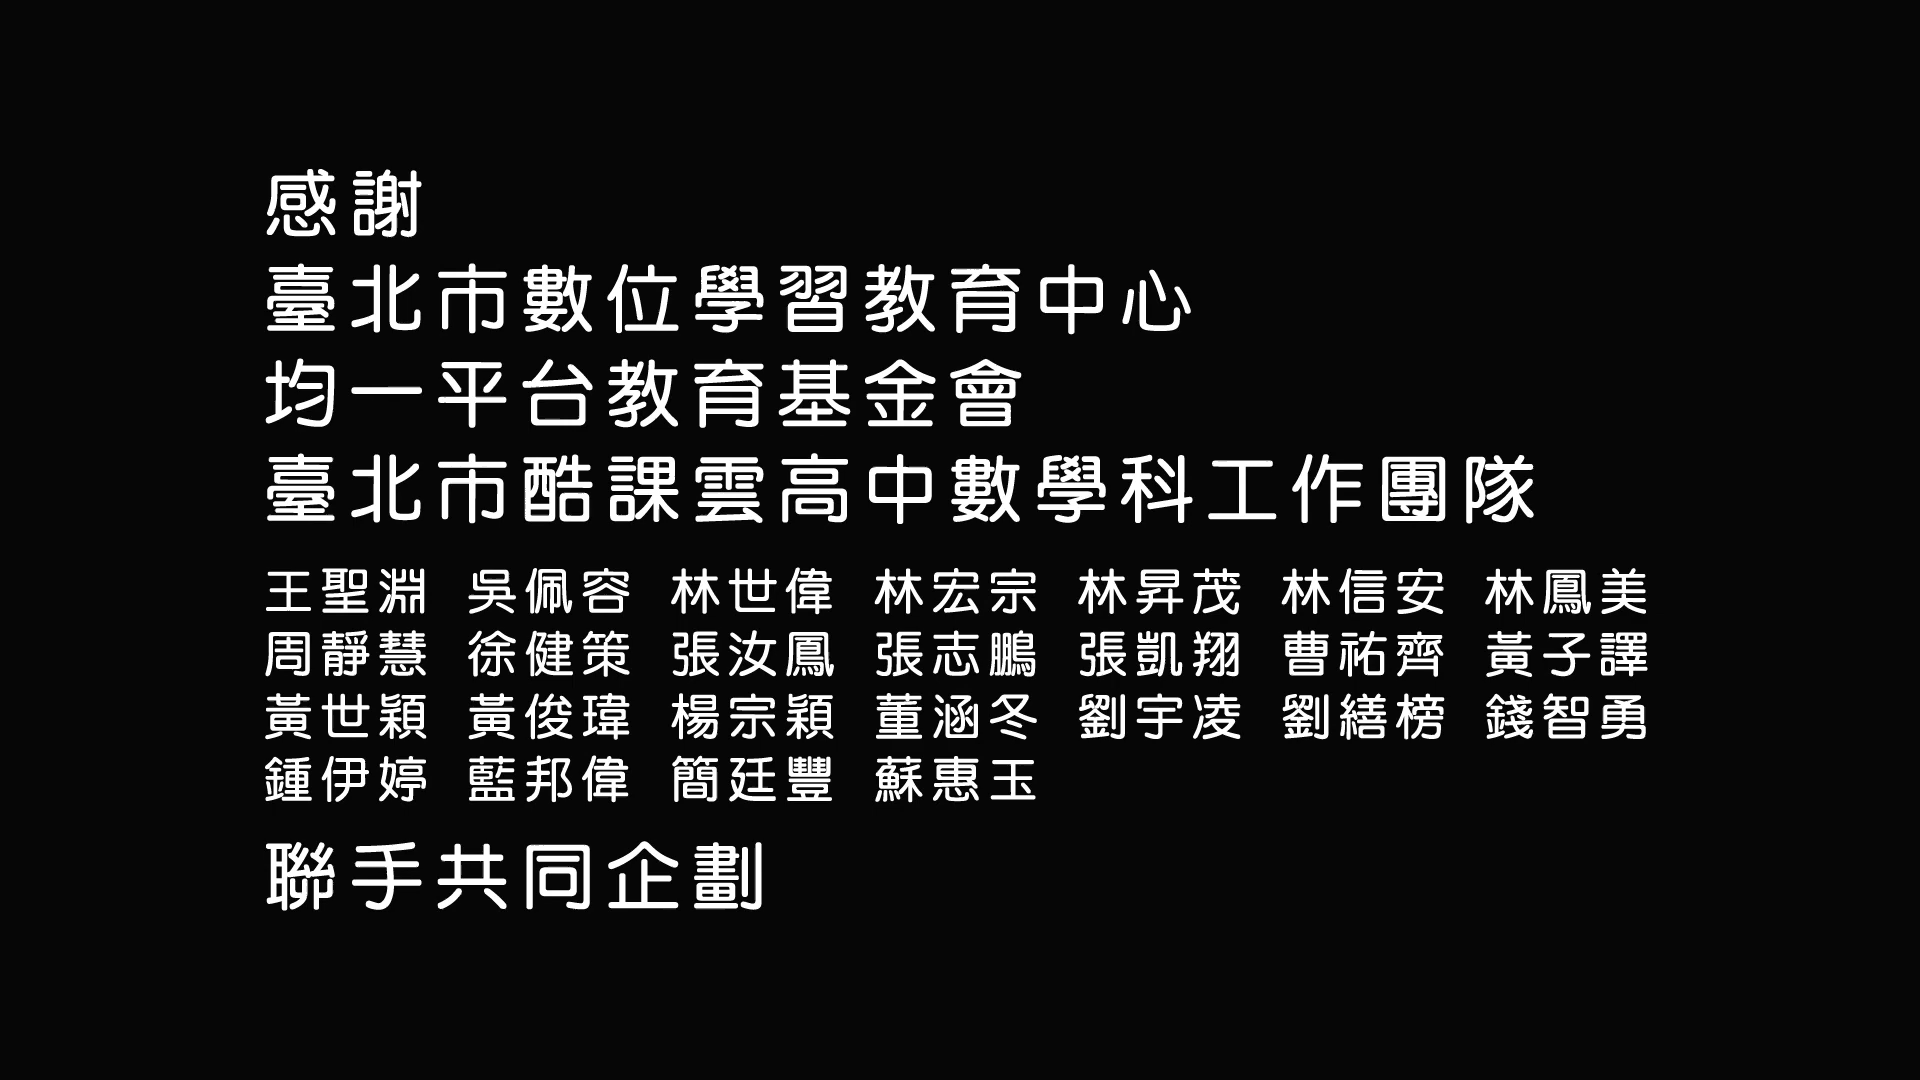 感謝
臺北市數位學習教育中心
均一平台教育基金會
臺北市酷課雲高中數學科工作團隊
王聖淵 吳佩容 林世偉 林宏宗 林昇茂 林信安 林鳳美
周靜慧 徐健策 張汝鳳 張志鵬 張凱翔 曹祐齊 黃子譯
黃世穎 黃俊瑋 楊宗穎 董涵冬 劉宇凌 劉繕榜 錢智勇
鍾伊婷 藍邦偉 簡廷豐 蘇惠玉
聯手共同企劃